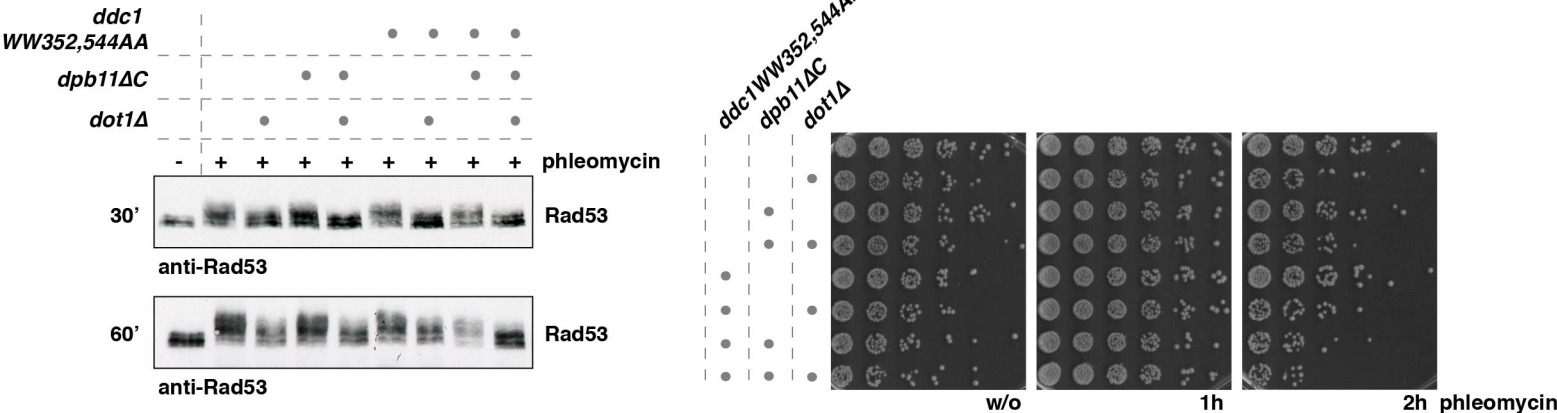 ddc1
WW352,544AA
dpb11ΔC
dot1Δ
- + + + + + + + + phleomycin
30’ Rad53
anti-Rad53
60’ Rad53
anti-Rad53
ddc1WW352,544A
dpb11ΔC
dot1Δ
w/o 1h 2h phleomycin